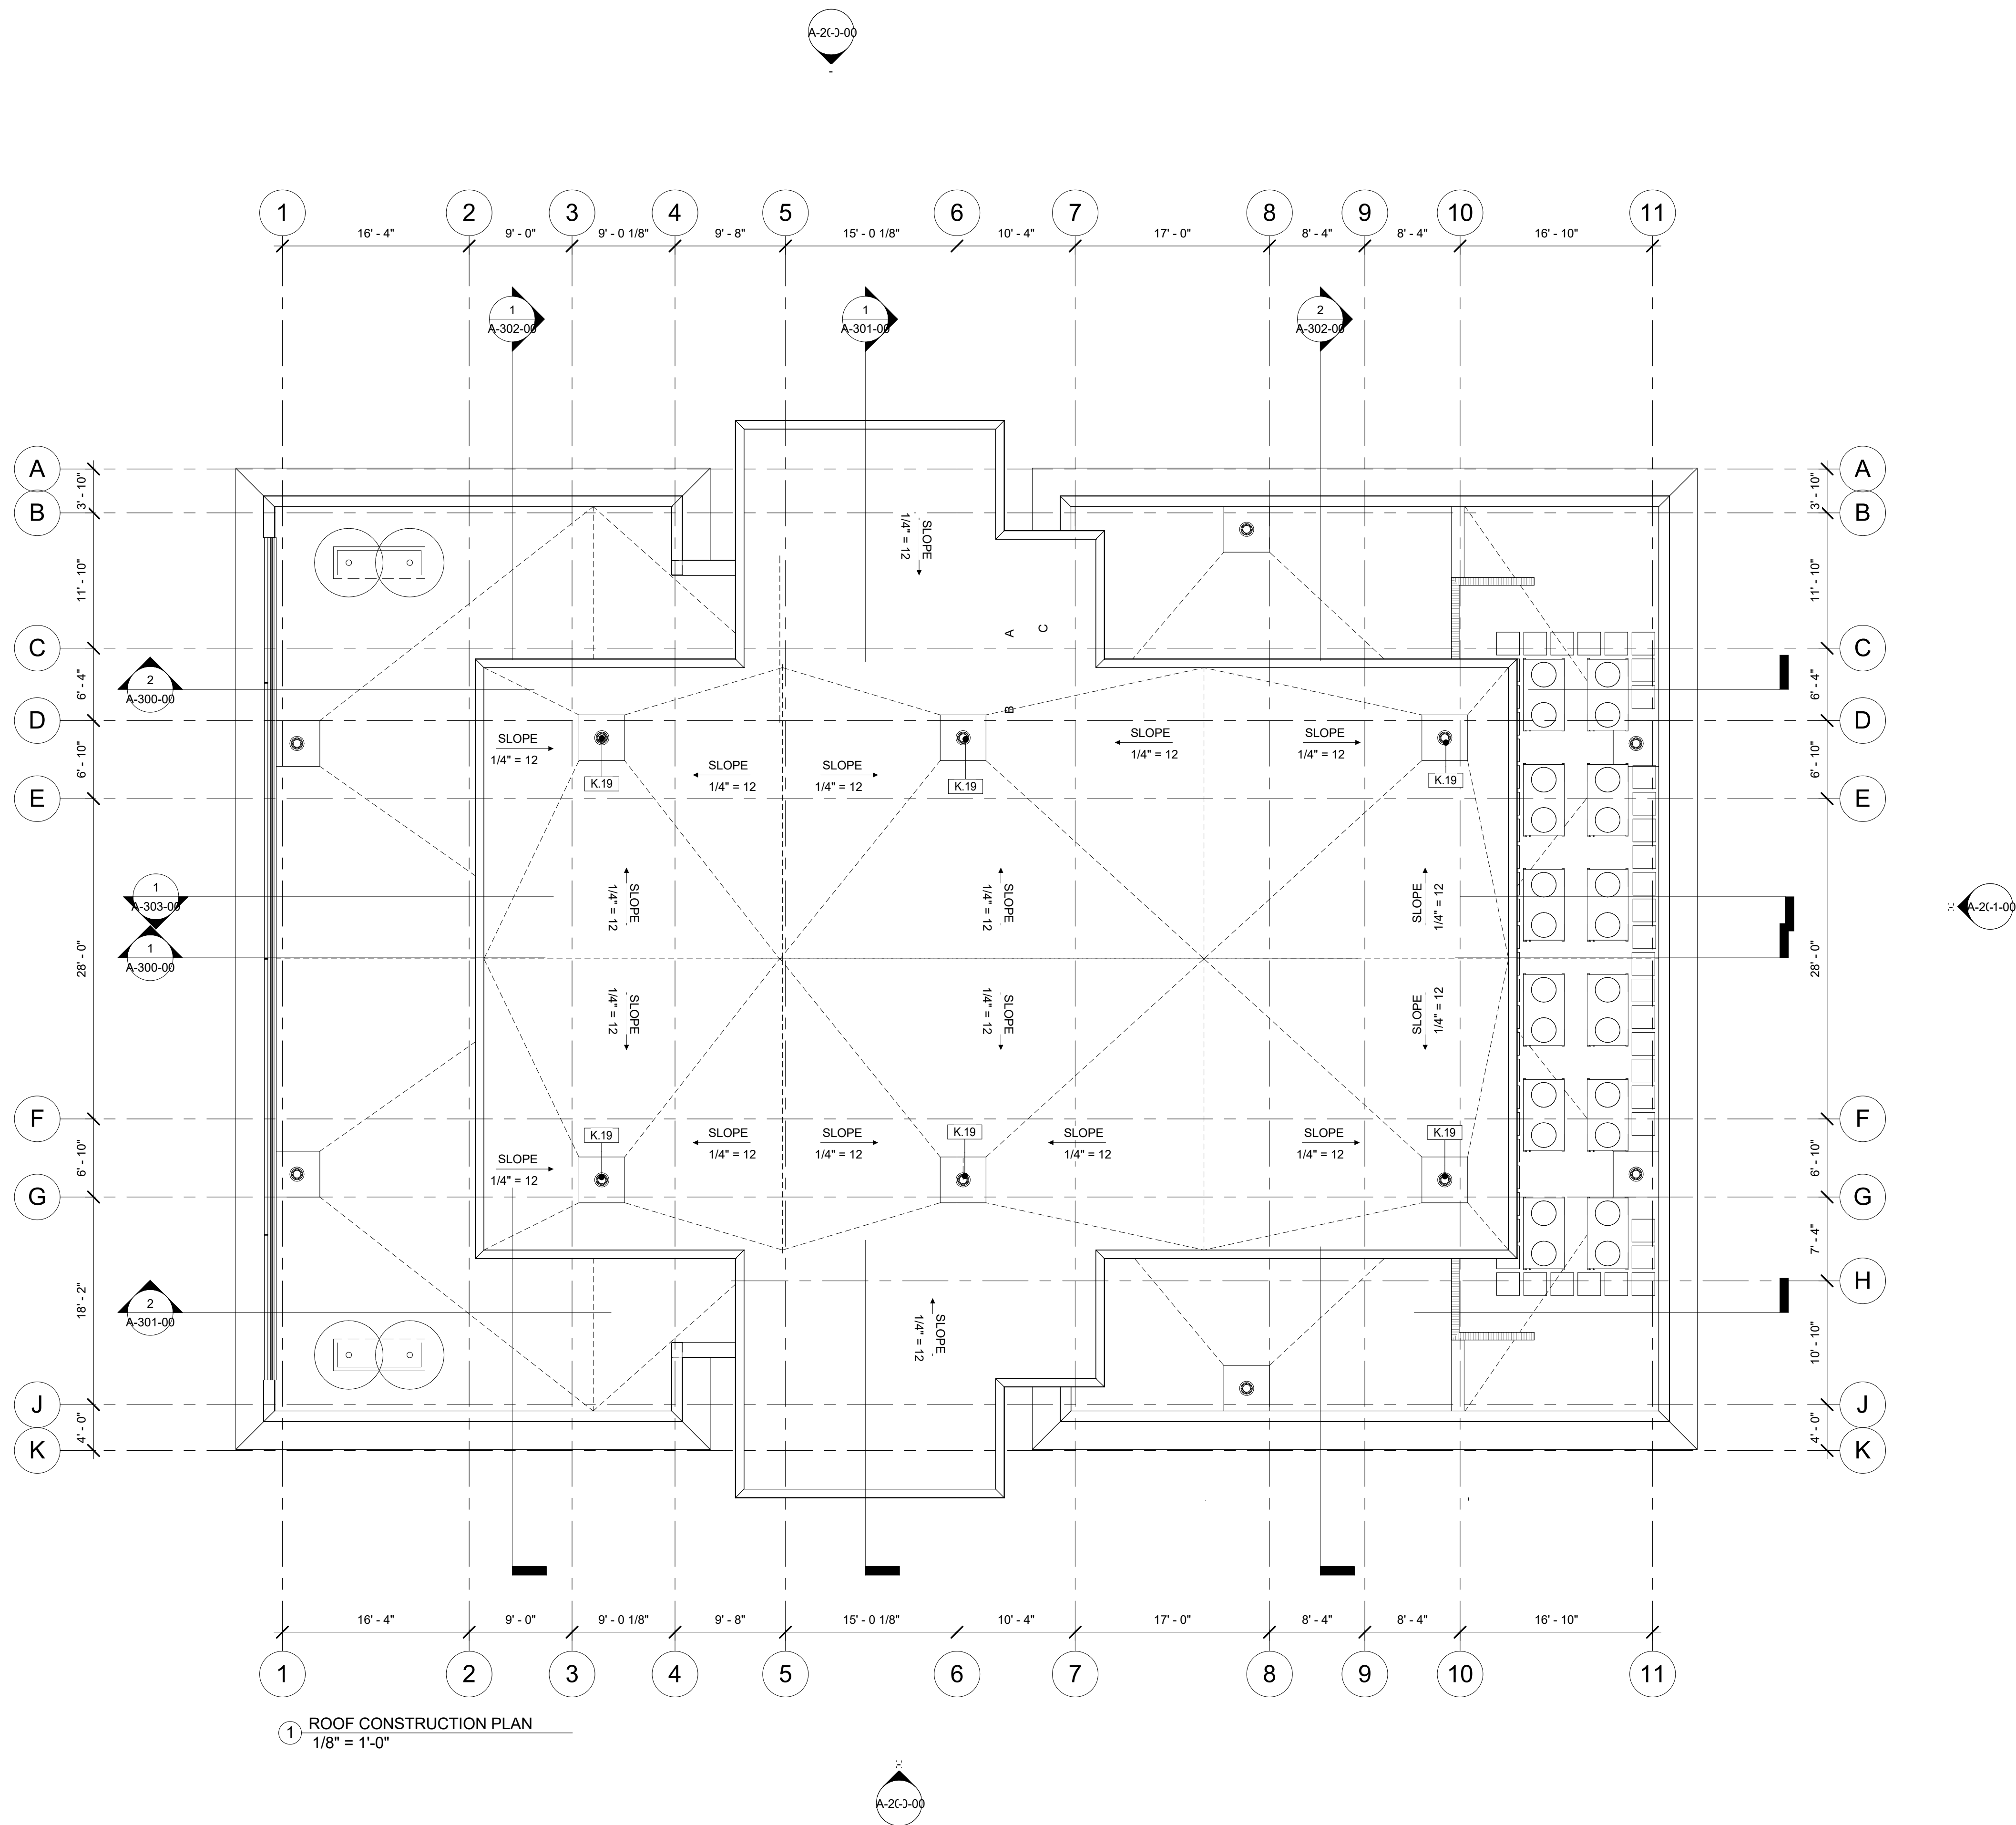 A-20-0-00
-
1 2 3 4 5 6 7 8 9 10 11
16' - 4" 9' - 0" 9' - 0 1/8" 9' - 8" 15' - 0 1/8" 10' - 4" 17' - 0" 8' - 4" 8' - 4" 16' - 10"
1 1 2
A-302-00 A-301-00 A-302-00
A A
3' - 10" 3' - 10"
B B
SLOPE
1/4" = 12
11' - 10" 11' - 10"
A C
C C
2
A-300-00
6' - 4" 6' - 4"
B
D D
SLOPE SLOPE SLOPE
1/4" = 12 1/4" = 12 1/4" = 12
6' - 10" 6' - 10"
SLOPE SLOPE
1/4" = 12 1/4" = 12
K.19 K.19 K.19
E E
SLOPE SLOPE SLOPE
1/4" = 12 1/4" = 12 1/4" = 12
1
A-303-00
A-20-1-00
28' - 0" 28' - 0"
1
A-300-00
SLOPE SLOPE SLOPE
1/4" = 12 1/4" = 12 1/4" = 12
F F
K.19 K.19 K.19
SLOPE SLOPE SLOPE SLOPE
1/4" = 12 1/4" = 12 1/4" = 12 1/4" = 12
SLOPE
1/4" = 12
6' - 10" 6' - 10"
G G
7' - 4"
18' - 2"
H
2
A-301-00
SLOPE
1/4" = 12
10' - 10"
J J
4' - 0" 4' - 0"
K K
16' - 4" 9' - 0" 9' - 0 1/8" 9' - 8" 15' - 0 1/8" 10' - 4" 17' - 0" 8' - 4" 8' - 4" 16' - 10"
1 2 3 4 5 6 7 8 9 10 11
1 ROOF CONSTRUCTION PLAN
1/8" = 1'-0"
A-20-0-00